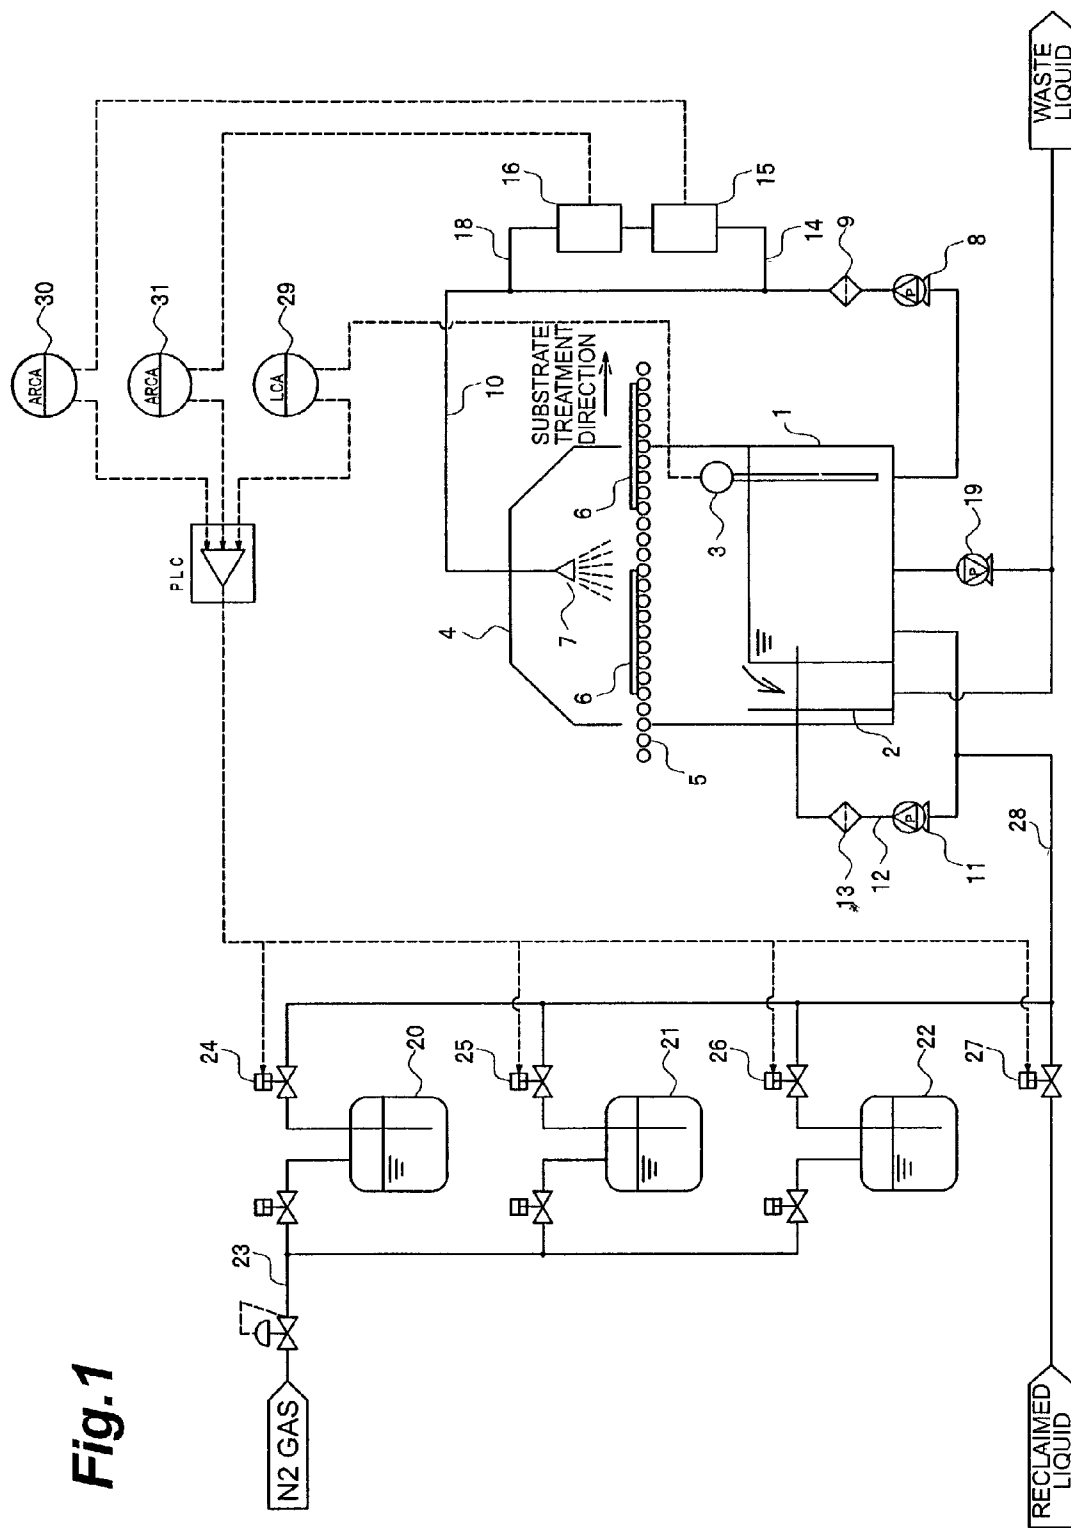 Fig.1
N2 GAS
23
24
20
25
21
26
22
27
RECLAIMED
LIQUID
28
PLC
ARCA
30
ARCA
31
LCA
29
4
7
6
6
5
10
SUBSTRATE
TREATMENT
DIRECTION
18
16
15
14
9
8
3
1
2
13
12
11
19
P
P
P
WASTE
LIQUID